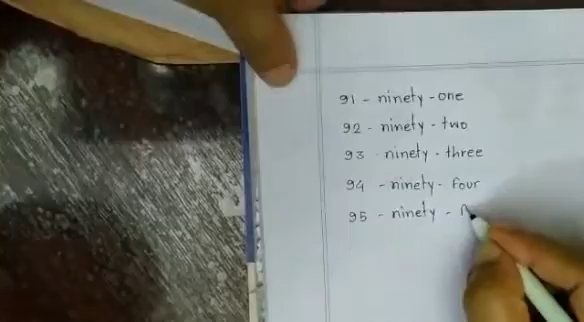 91 - ninety - one
92 - ninety - two
93 - ninety - three
94 - ninety - four
95 - ninety -